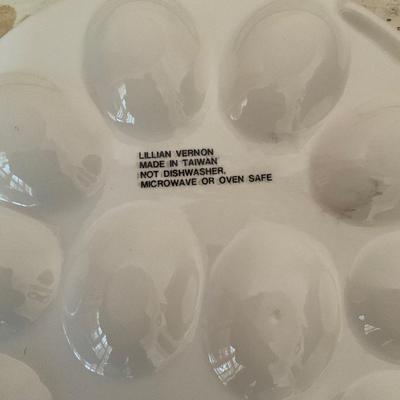 LILLIAN VERNON
MADE IN TAIWAN
NOT DISHWASHER,
MICROWAVE OR OVEN SAFE